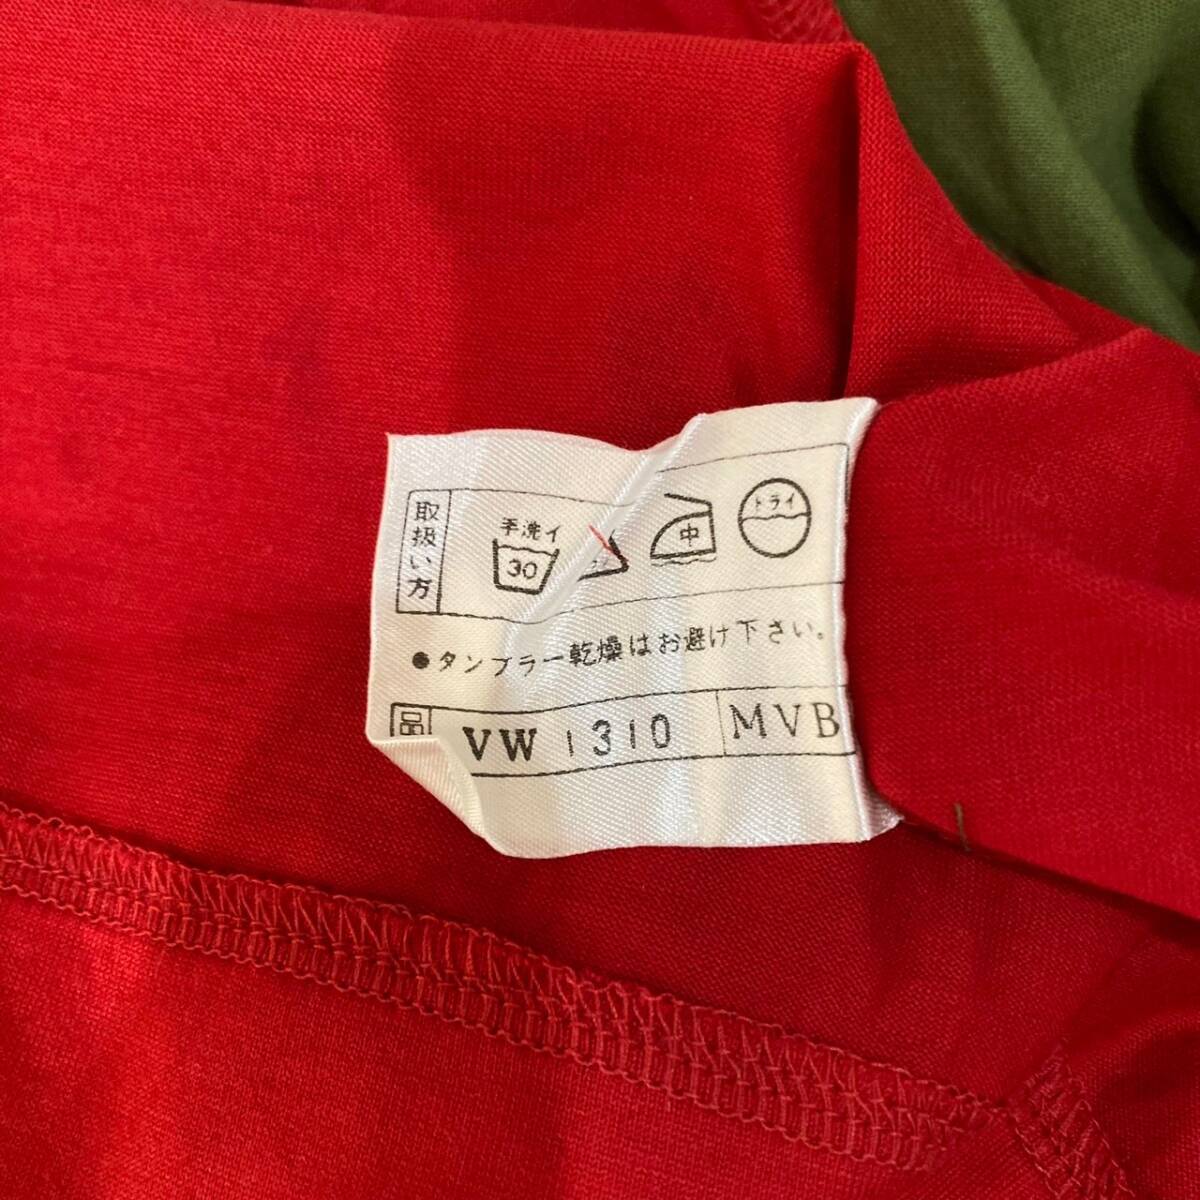 取扱い方
手洗イ
30
中
ドライ
●タンブラー乾燥はお避け下さい。
品 VW 1310 MVB